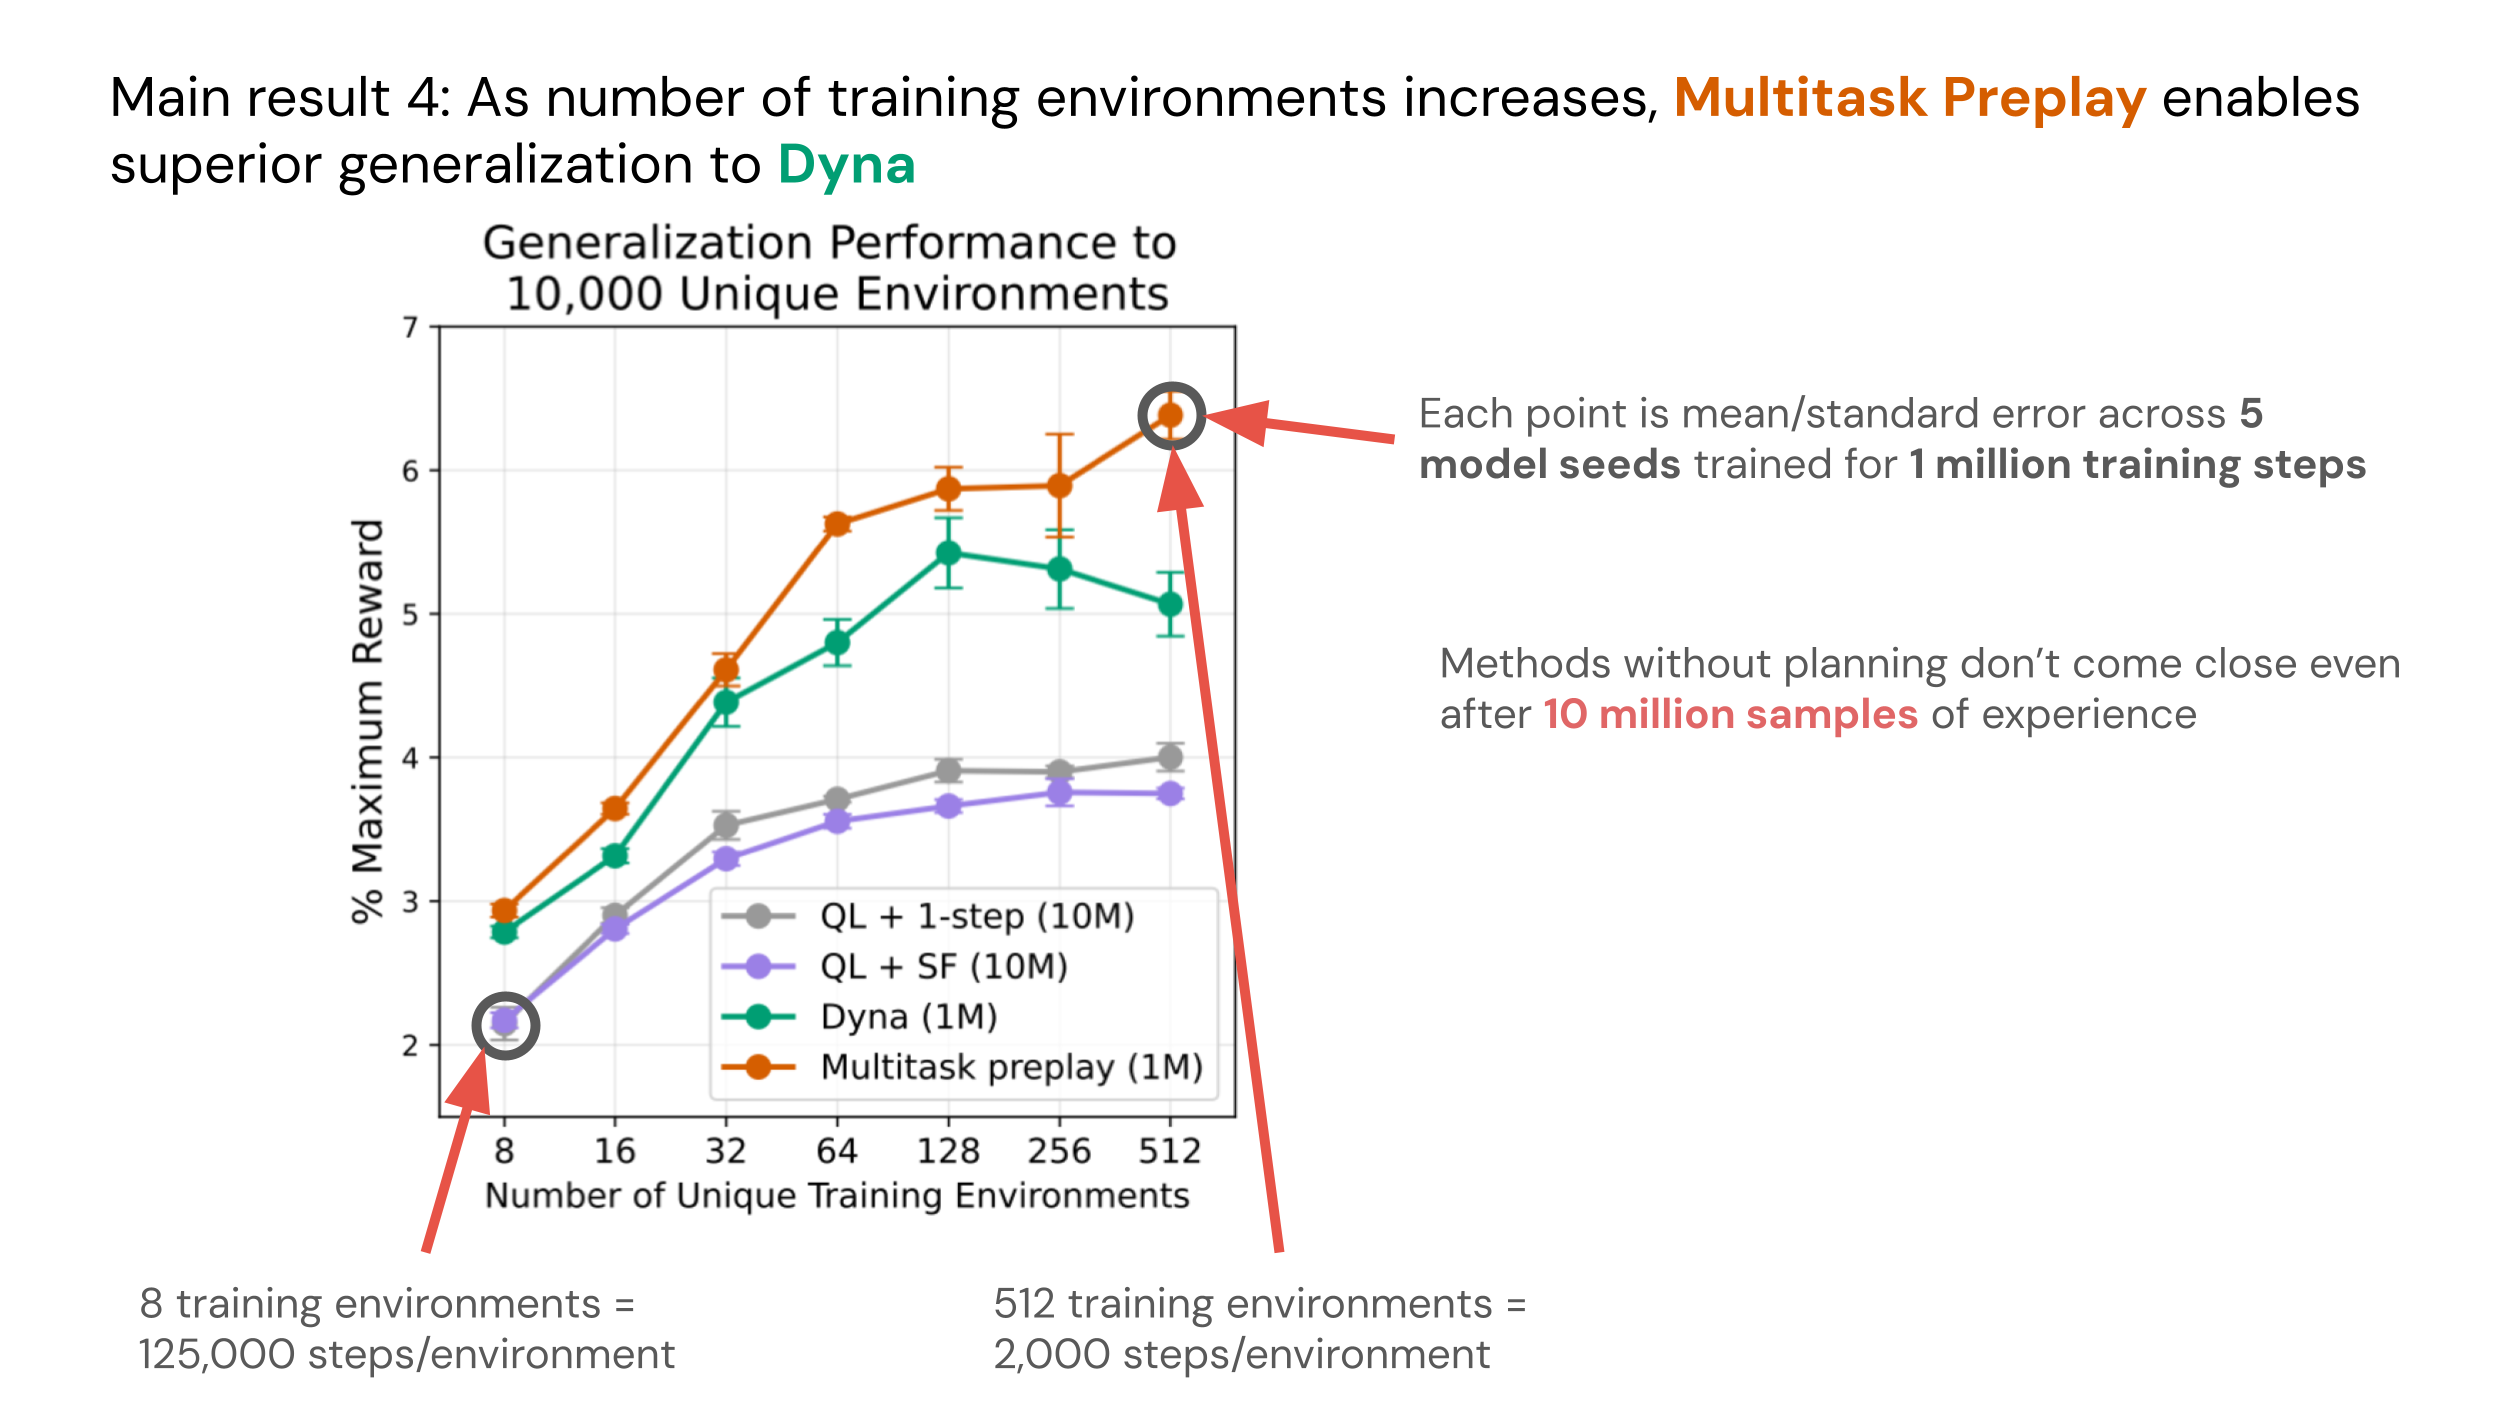 Main result 4: As number of training environments increases, Multitask Preplay enables
superior generalization to Dyna
Generalization Performance to
10,000 Unique Environments
% Maximum Reward
7
6
5
4
3
2
8 16 32 64 128 256 512
Number of Unique Training Environments
QL + 1-step (10M)
QL + SF (10M)
Dyna (1M)
Multitask preplay (1M)
Each point is mean/standard error across 5
model seeds trained for 1 million training steps
Methods without planning don’t come close even
after 10 million samples of experience
8 training environments =
125,000 steps/environment
512 training environments =
2,000 steps/environment